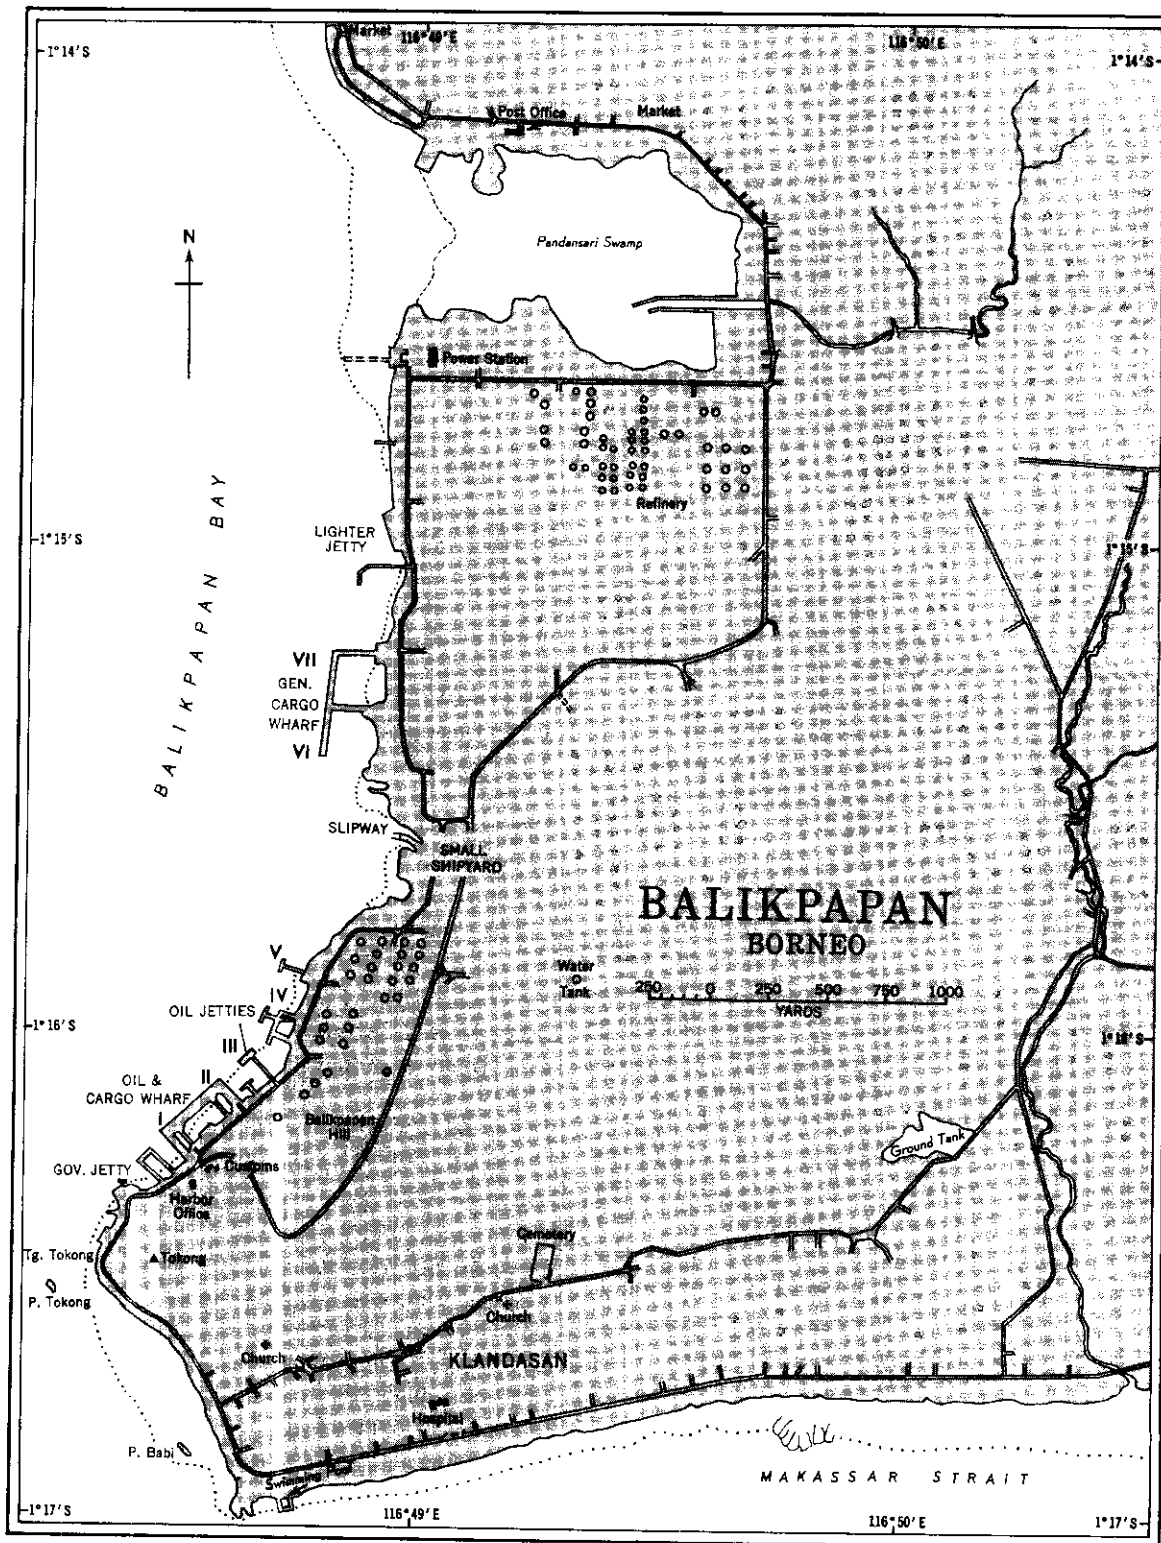 Market
116°49'E
116°50'E
1°14'S
1°14'S
Post Office
Market
N
Pandansari Swamp
Power Station
Refinery
BALIKPAPAN BAY
LIGHTER
JETTY
1°15'S
1°15'S
VII
GEN.
CARGO
WHARF
VI
SLIPWAY
SMALL
SHIPYARD
BALIKPAPAN
BORNEO
Water
Tank
250 0 250 500 750 1000
YARDS
V
IV
OIL JETTIES
1°16'S
1°16'S
III
II
OIL &
CARGO WHARF
Balikpapan
Hill
Ground Tank
GOV. JETTY
Customs
Harbor
Office
Cemetery
Tg. Tokong
Tokong
P. Tokong
Church
Church
KLANDASAN
Hospital
P. Babi
Swimming Pool
MAKASSAR STRAIT
1°17'S
116°49'E
116°50'E
1°17'S